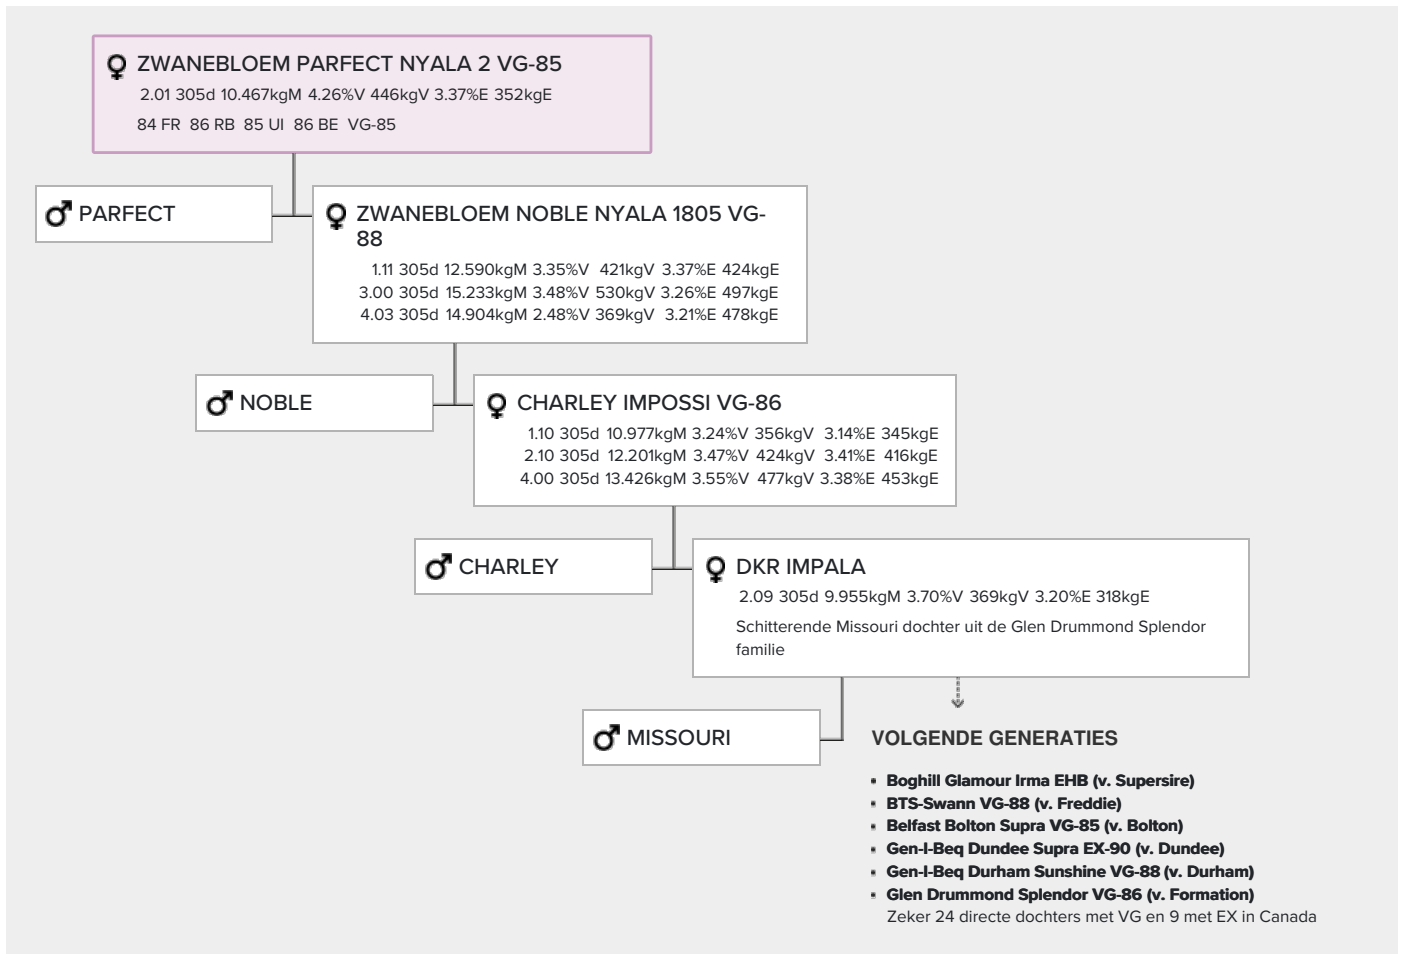 ZWANEBLOEM PARFECT NYALA 2 VG-85
2.01 305d 10.467kgM 4.26%V 446kgV 3.37%E 352kgE
84 FR 86 RB 85 UI 86 BE VG-85
PARFECT
ZWANEBLOEM NOBLE NYALA 1805 VG-
88
1.11 305d 12.590kgM 3.35%V 421kgV 3.37%E 424kgE
3.00 305d 15.233kgM 3.48%V 530kgV 3.26%E 497kgE
4.03 305d 14.904kgM 2.48%V 369kgV 3.21%E 478kgE
NOBLE
CHARLEY IMPOSSI VG-86
1.10 305d 10.977kgM 3.24%V 356kgV 3.14%E 345kgE
2.10 305d 12.201kgM 3.47%V 424kgV 3.41%E 416kgE
4.00 305d 13.426kgM 3.55%V 477kgV 3.38%E 453kgE
CHARLEY
DKR IMPALA
2.09 305d 9.955kgM 3.70%V 369kgV 3.20%E 318kgE
Schitterende Missouri dochter uit de Glen Drummond Splendor
familie
MISSOURI
VOLGENDE GENERATIES
▪ Boghill Glamour Irma EHB (v. Supersire)
▪ BTS-Swann VG-88 (v. Freddie)
▪ Belfast Bolton Supra VG-85 (v. Bolton)
▪ Gen-I-Beq Dundee Supra EX-90 (v. Dundee)
▪ Gen-I-Beq Durham Sunshine VG-88 (v. Durham)
▪ Glen Drummond Splendor VG-86 (v. Formation)
Zeker 24 directe dochters met VG en 9 met EX in Canada